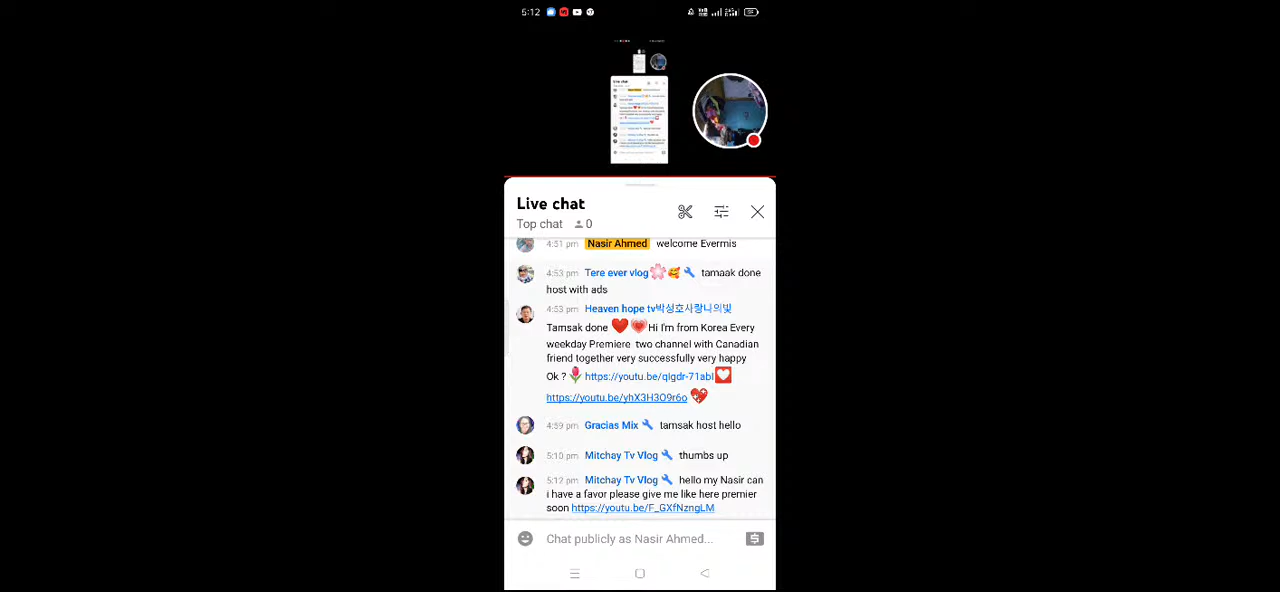 5:12
Live chat
Top chat 0
4:51 pm Nasir Ahmed welcome Evermis
4:53 pm Tere ever vlog🌸🥰 tamaak done
host with ads
4:53 pm Heaven hope tv박성호사랑나의빛
Tamsak done ❤️💗Hi I'm from Korea Every
weekday Premiere two channel with Canadian
friend together very successfully very happy
Ok ?🌷https://youtu.be/qIgdr-71abI💟
https://youtu.be/yhX3H3O9r6o 💖
4:59 pm Gracias Mix tamsak host hello
5:10 pm Mitchay Tv Vlog thumbs up
5:12 pm Mitchay Tv Vlog hello my Nasir can
i have a favor please give me like here premier
soon https://youtu.be/F_GXfNzngLM
Chat publicly as Nasir Ahmed...